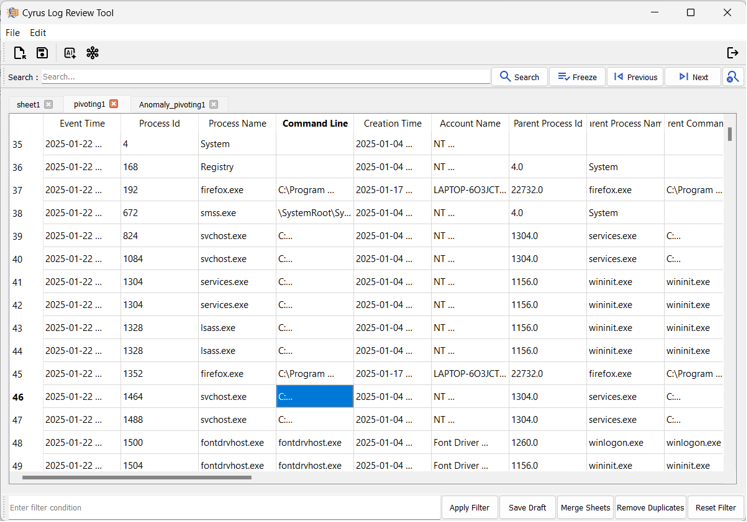 Cyrus Log Review Tool
File Edit
AI
Search : Search... Search Freeze Previous Next
sheet1 pivoting1 Anomaly_pivoting1
Event Time Process Id Process Name Command Line Creation Time Account Name Parent Process Id rent Process Nam rent Comman
35 2025-01-22 ... 4 System 2025-01-04 ... NT ...
36 2025-01-22 ... 168 Registry 2025-01-04 ... NT ... 4.0 System
37 2025-01-22 ... 192 firefox.exe C:\Program ... 2025-01-17 ... LAPTOP-6O3JCT... 22732.0 firefox.exe C:\Program ...
38 2025-01-22 ... 672 smss.exe \SystemRoot\Sy... 2025-01-04 ... NT ... 4.0 System
39 2025-01-22 ... 824 svchost.exe C:... 2025-01-04 ... NT ... 1304.0 services.exe C:...
40 2025-01-22 ... 1084 svchost.exe C:... 2025-01-04 ... NT ... 1304.0 services.exe C:...
41 2025-01-22 ... 1304 services.exe C:... 2025-01-04 ... NT ... 1156.0 wininit.exe wininit.exe
42 2025-01-22 ... 1304 services.exe C:... 2025-01-04 ... NT ... 1156.0 wininit.exe wininit.exe
43 2025-01-22 ... 1328 lsass.exe C:... 2025-01-04 ... NT ... 1156.0 wininit.exe wininit.exe
44 2025-01-22 ... 1328 lsass.exe C:... 2025-01-04 ... NT ... 1156.0 wininit.exe wininit.exe
45 2025-01-22 ... 1352 firefox.exe C:\Program ... 2025-01-17 ... LAPTOP-6O3JCT... 22732.0 firefox.exe C:\Program ...
46 2025-01-22 ... 1464 svchost.exe C:... 2025-01-04 ... NT ... 1304.0 services.exe C:...
47 2025-01-22 ... 1488 svchost.exe C:... 2025-01-04 ... NT ... 1304.0 services.exe C:...
48 2025-01-22 ... 1500 fontdrvhost.exe fontdrvhost.exe 2025-01-04 ... Font Driver ... 1260.0 winlogon.exe winlogon.exe
49 2025-01-22 ... 1504 fontdrvhost.exe fontdrvhost.exe 2025-01-04 ... Font Driver ... 1156.0 wininit.exe wininit.exe
Enter filter condition Apply Filter Save Draft Merge Sheets Remove Duplicates Reset Filter